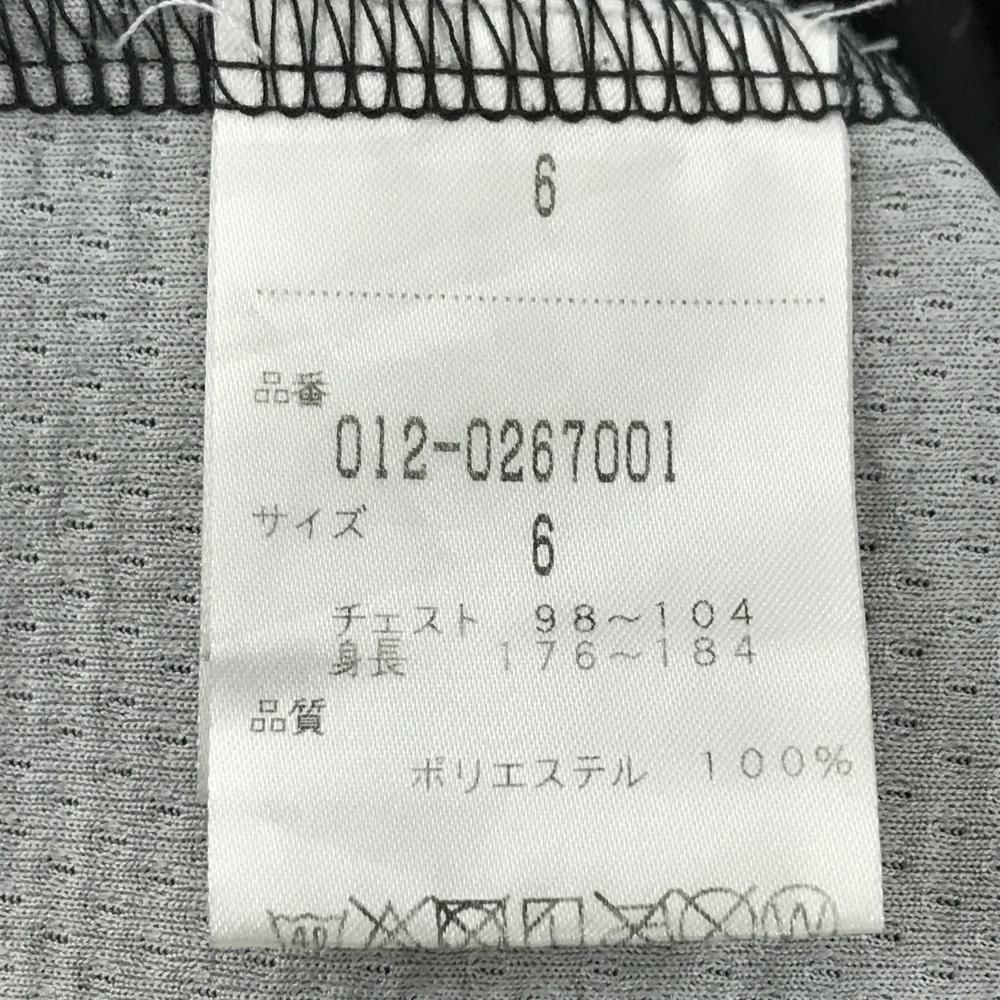 6
品番
012-0267001
サイズ
6
チェスト 98～104
身長 176～184
品質
ポリエステル 100%
40
W